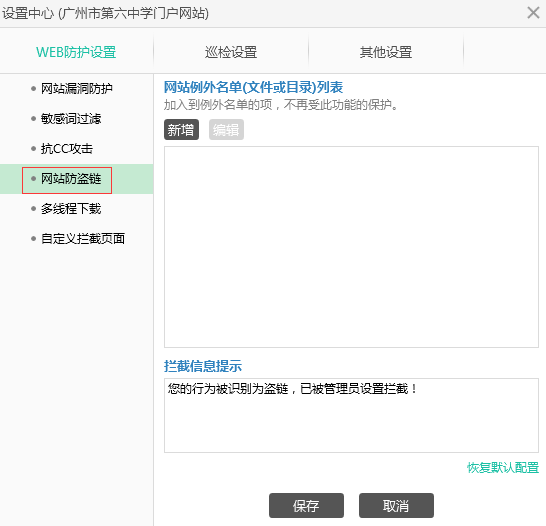 设置中心 (广州市第六中学门户网站)
WEB防护设置 巡检设置 其他设置
网站漏洞防护
敏感词过滤
抗CC攻击
网站防盗链
多线程下载
自定义拦截页面
网站例外名单(文件或目录)列表
加入到例外名单的项，不再受此功能的保护。
新增 编辑
拦截信息提示
您的行为被识别为盗链，已被管理员设置拦截！
恢复默认配置
保存 取消